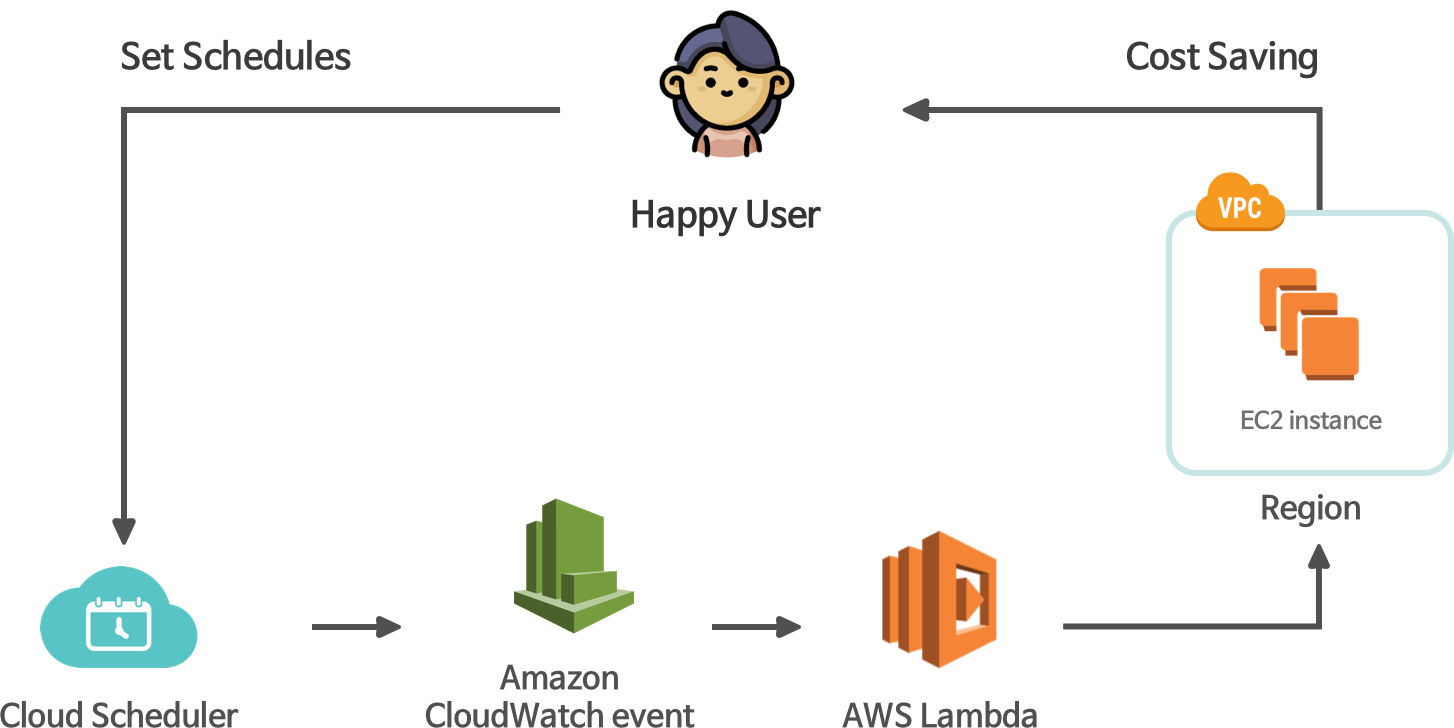 Set Schedules
Cost Saving
Happy User
VPC
EC2 instance
Region
Amazon
CloudWatch event
Cloud Scheduler
AWS Lambda